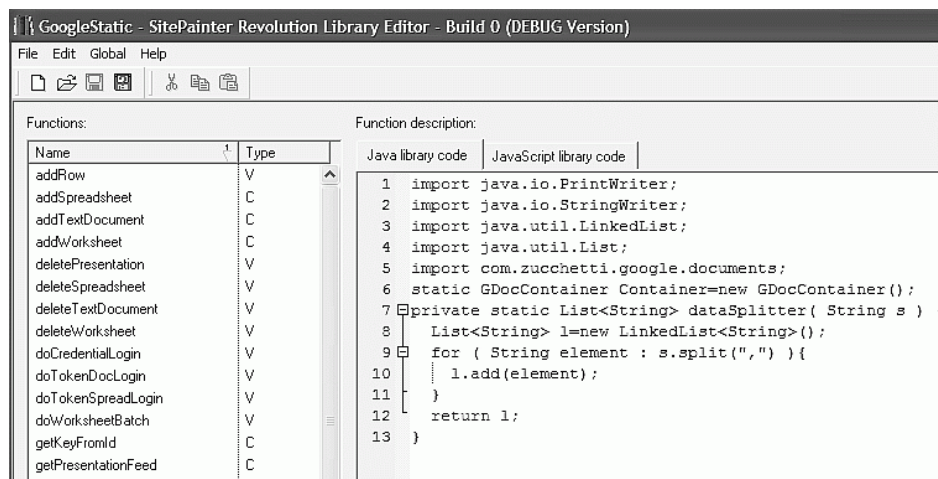 GoogleStatic - SitePainter Revolution Library Editor - Build 0 (DEBUG Version)
File Edit Global Help
Functions:
Name 1 Type
addRow V
addSpreadsheet C
addTextDocument C
addWorksheet C
deletePresentation V
deleteSpreadsheet V
deleteTextDocument V
deleteWorksheet V
doCredentialLogin V
doTokenDocLogin V
doTokenSpreadLogin V
doWorksheetBatch V
getKeyFromId C
getPresentationFeed C
Function description:
Java library code JavaScript library code
1 import java.io.PrintWriter;
2 import java.io.StringWriter;
3 import java.util.LinkedList;
4 import java.util.List;
5 import com.zucchetti.google.documents;
6 static GDocContainer Container=new GDocContainer();
7 private static List<String> dataSplitter( String s )
8 List<String> l=new LinkedList<String>();
9 for ( String element : s.split(",") ){
10 l.add(element);
11 }
12 return l;
13 }